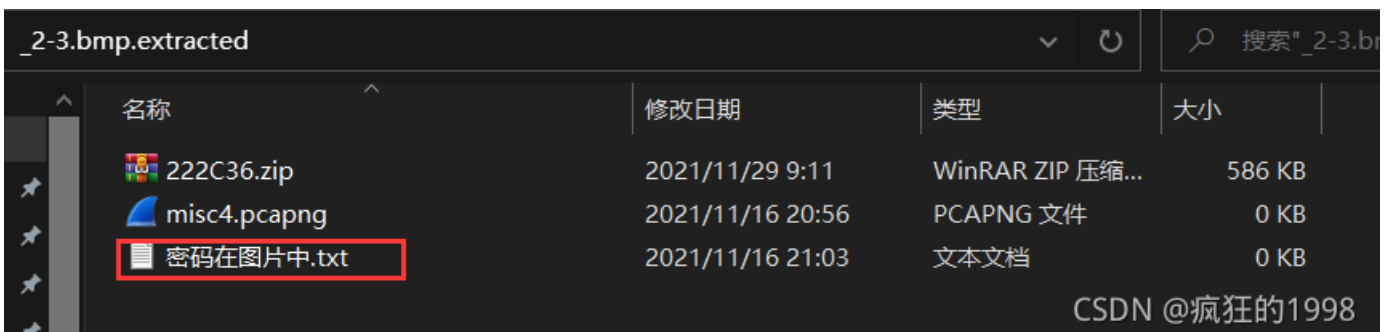 _2-3.bmp.extracted 搜索"_2-3.br
名称 修改日期 类型 大小
222C36.zip 2021/11/29 9:11 WinRAR ZIP 压缩... 586 KB
misc4.pcapng 2021/11/16 20:56 PCAPNG 文件 0 KB
密码在图片中.txt 2021/11/16 21:03 文本文档 0 KB
CSDN @疯狂的1998